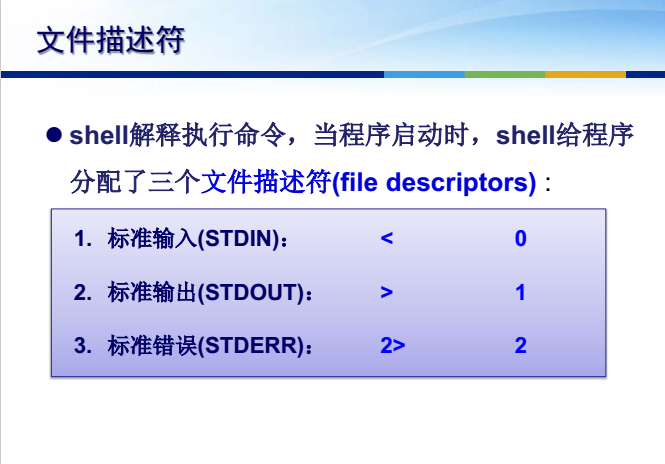 文件描述符
shell解释执行命令，当程序启动时，shell给程序
分配了三个文件描述符(file descriptors)：
1. 标准输入(STDIN)： < 0
2. 标准输出(STDOUT)： > 1
3. 标准错误(STDERR)： 2> 2